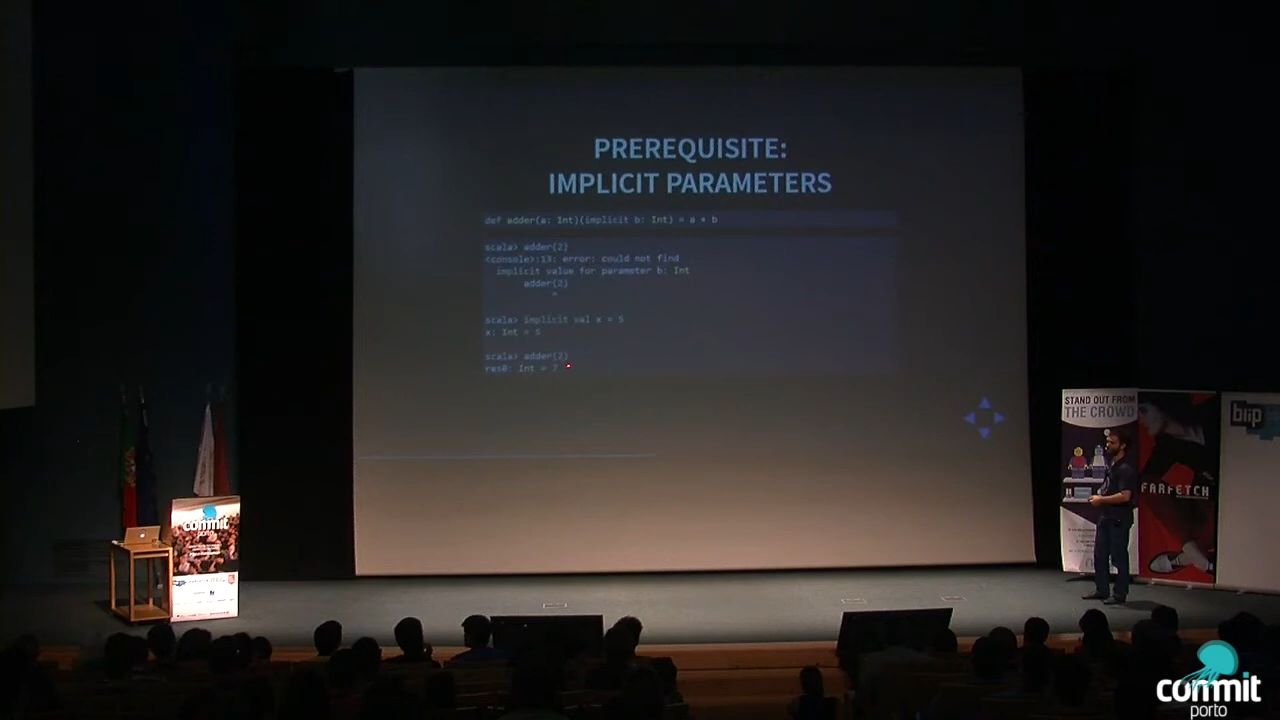 PREREQUISITE:
IMPLICIT PARAMETERS
def adder(a: Int)(implicit b: Int) = a + b
scala> adder(2)
<console>:13: error: could not find
implicit value for parameter b: Int
adder(2)
^
scala> implicit val x = 5
x: Int = 5
scala> adder(2)
res0: Int = 7
STAND OUT FROM
THE CROWD
FARFETCH
blip
commit
porto
commit
porto